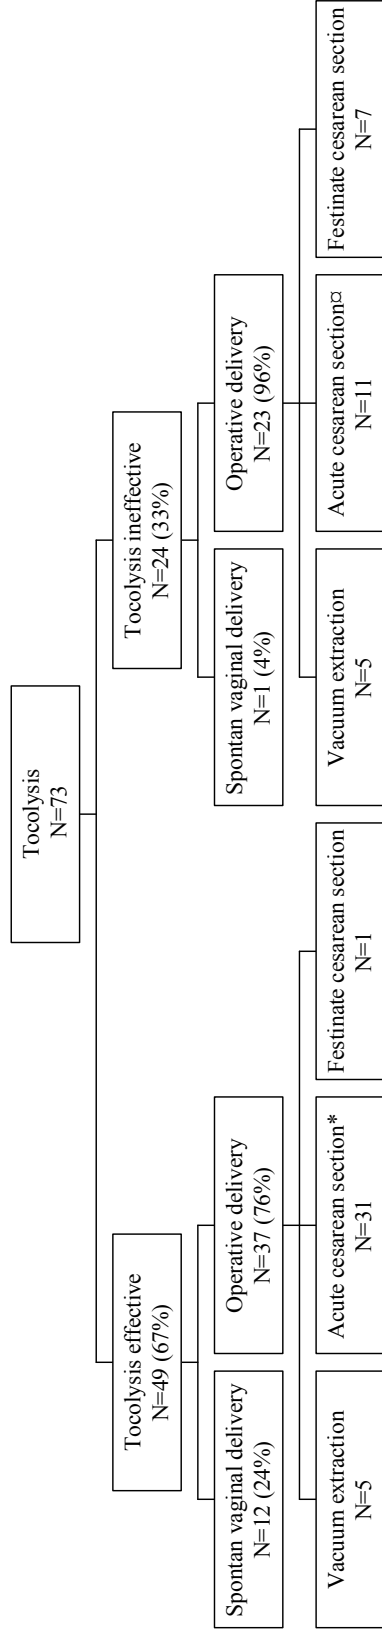 Tocolysis
N=73
Tocolysis effective
N=49 (67%)
Tocolysis ineffective
N=24 (33%)
Spontan vaginal delivery
N=12 (24%)
Operative delivery
N=37 (76%)
Spontan vaginal delivery
N=1 (4%)
Operative delivery
N=23 (96%)
Vacuum extraction
N=5
Acute cesarean section*
N=31
Festinate cesarean section
N=1
Vacuum extraction
N=5
Acute cesarean section¤
N=11
Festinate cesarean section
N=7